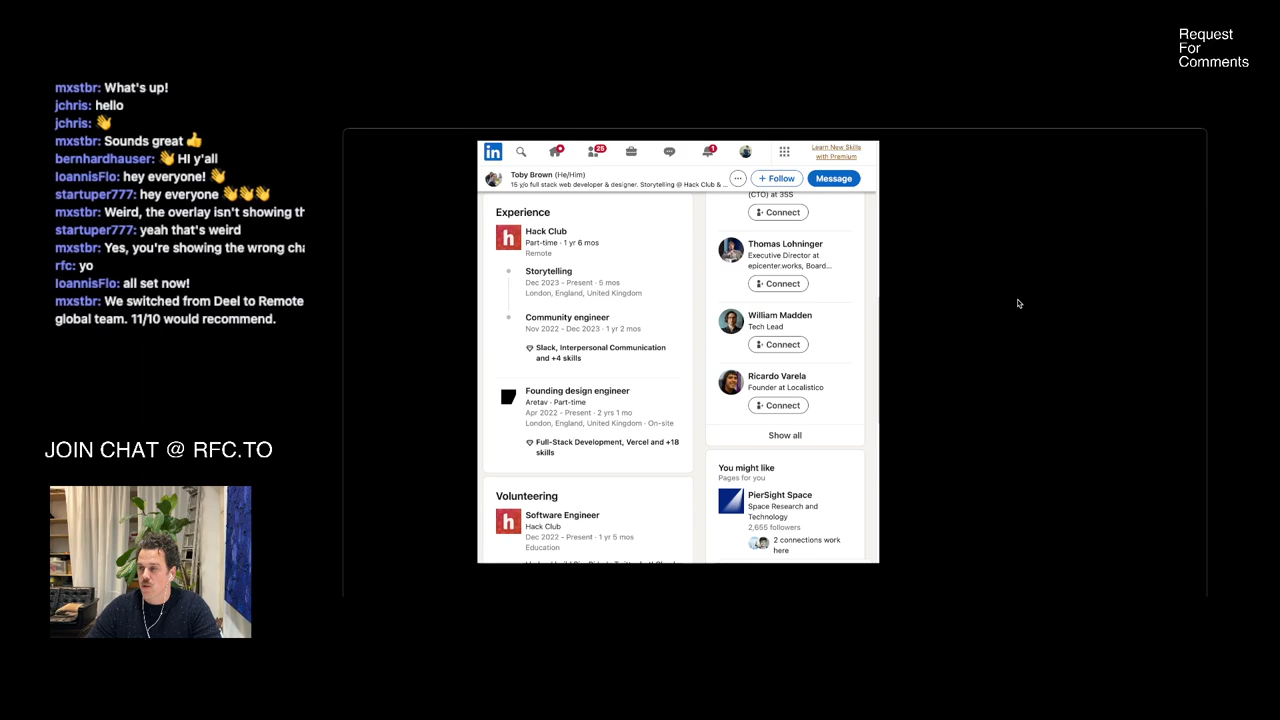 Request
For
Comments
mxstbr: What's up!
jchris: hello
jchris: 👋
mxstbr: Sounds great 👍
bernhardhauser: 👋 HI y'all
IoannisFlo: hey everyone! 👋
startuper777: hey everyone 👋👋👋
mxstbr: Weird, the overlay isn't showing th
startuper777: yeah that's weird
mxstbr: Yes, you're showing the wrong cha
rfc: yo
IoannisFlo: all set now!
mxstbr: We switched from Deel to Remote
global team. 11/10 would recommend.
JOIN CHAT @ RFC.TO
in
25
1
Learn New Skills
with Premium
Toby Brown (He/Him)
15 y/o full stack web developer & designer. Storytelling @ Hack Club & ...
+ Follow
Message
Experience
h
Hack Club
Part-time · 1 yr 6 mos
Remote
Storytelling
Dec 2023 - Present · 5 mos
London, England, United Kingdom
Community engineer
Nov 2022 - Dec 2023 · 1 yr 2 mos
Slack, Interpersonal Communication
and +4 skills
Founding design engineer
Aretav · Part-time
Apr 2022 - Present · 2 yrs 1 mo
London, England, United Kingdom · On-site
Full-Stack Development, Vercel and +18
skills
Volunteering
h
Software Engineer
Hack Club
Dec 2022 - Present · 1 yr 5 mos
Education
(CTO) at 3SS
Connect
Thomas Lohninger
Executive Director at
epicenter.works, Board...
Connect
William Madden
Tech Lead
Connect
Ricardo Varela
Founder at Localistico
Connect
Show all
You might like
Pages for you
PierSight Space
Space Research and
Technology
2,655 followers
2 connections work
here